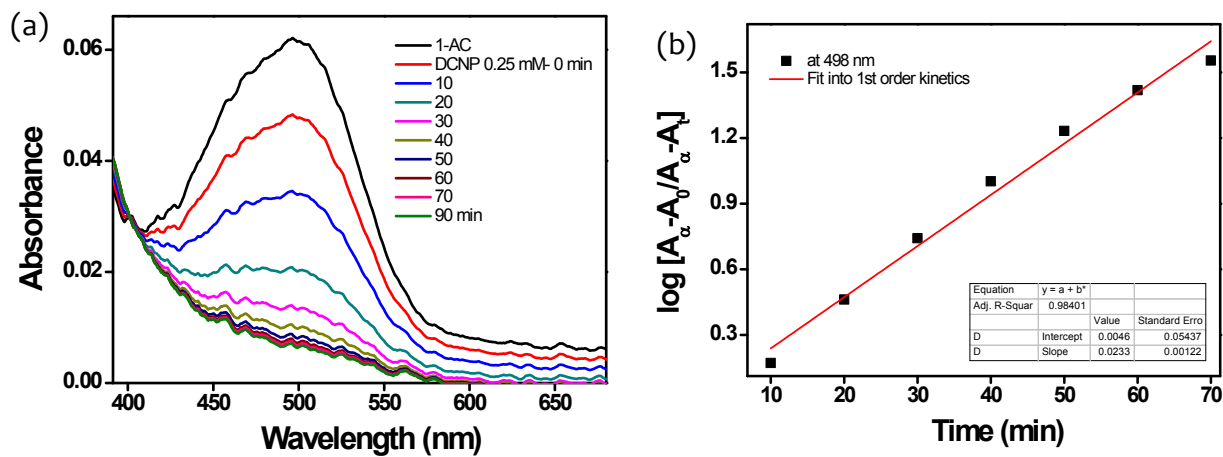 (a)
0.06
0.04
0.02
0.00
Absorbance
1-AC
DCNP 0.25 mM- 0 min
10
20
30
40
50
60
70
90 min
400 450 500 550 600 650
Wavelength (nm)
(b)
1.5
1.2
0.9
0.6
0.3
log [Aα-A0/Aα-At]
at 498 nm
Fit into 1st order kinetics
Equation y = a + b*
Adj. R-Squar 0.98401
Value Standard Erro
D Intercept 0.0046 0.05437
D Slope 0.0233 0.00122
10 20 30 40 50 60 70
Time (min)